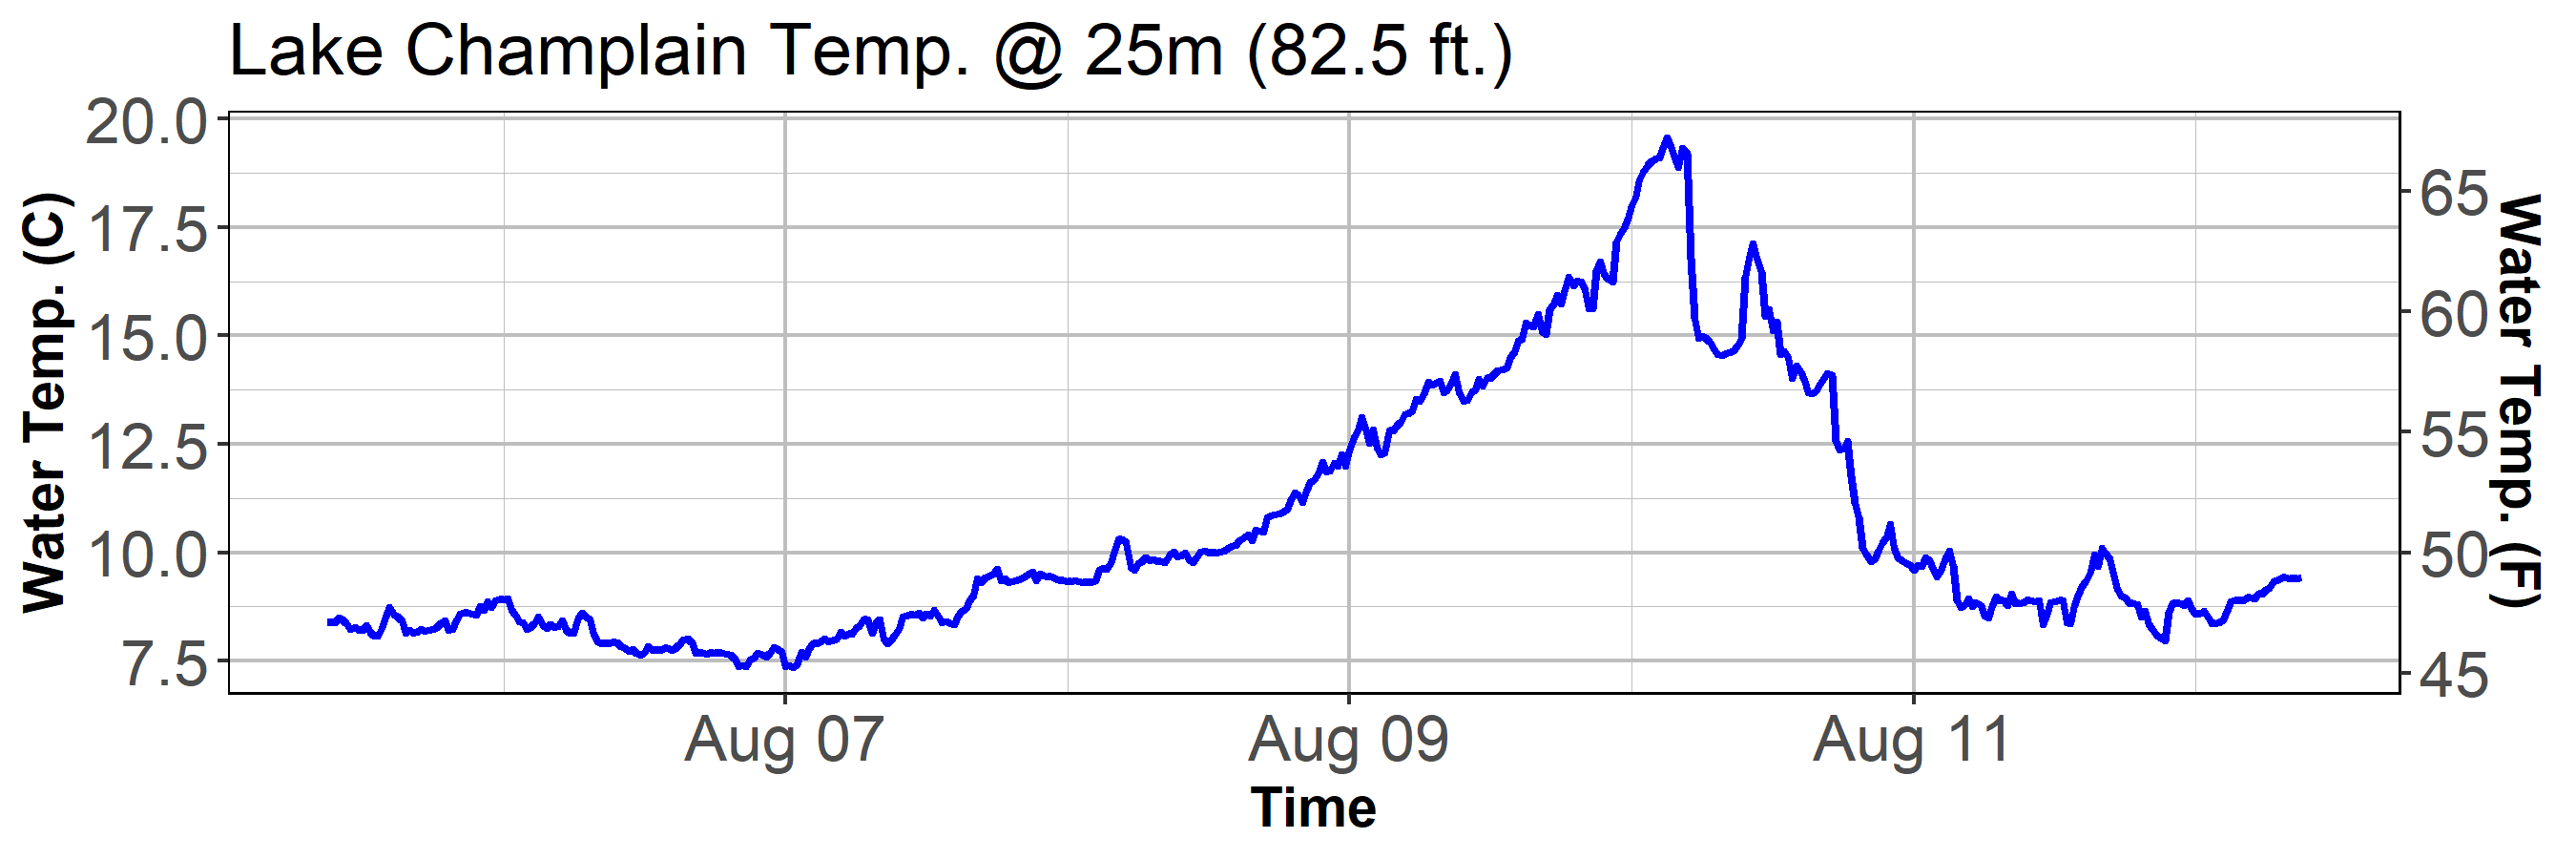 Lake Champlain Temp. @ 25m (82.5 ft.)
Water Temp. (C)
20.0
17.5
15.0
12.5
10.0
7.5
65
60
55
50
45
Water Temp. (F)
Aug 07
Aug 09
Aug 11
Time